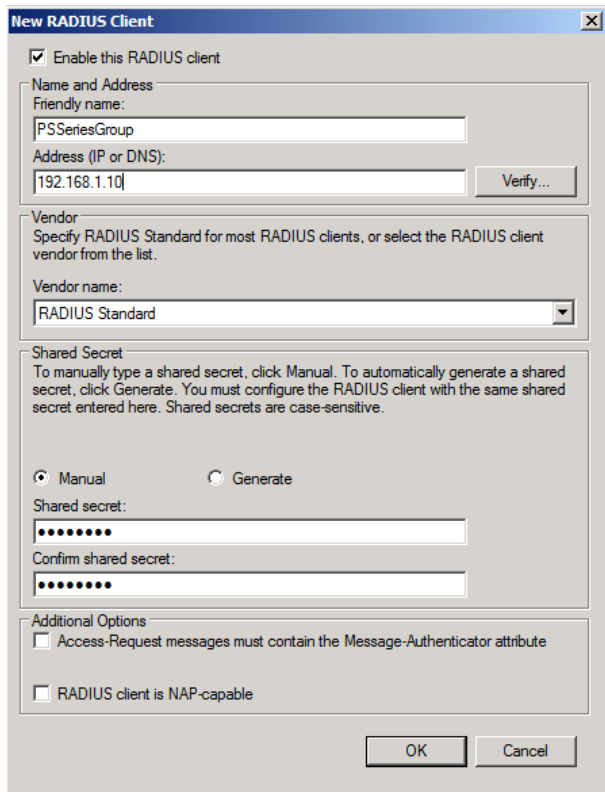 New RADIUS Client
Enable this RADIUS client
Name and Address
Friendly name:
PSSeriesGroup
Address (IP or DNS):
192.168.1.10
Verify...
Vendor
Specify RADIUS Standard for most RADIUS clients, or select the RADIUS client
vendor from the list.
Vendor name:
RADIUS Standard
Shared Secret
To manually type a shared secret, click Manual. To automatically generate a shared
secret, click Generate. You must configure the RADIUS client with the same shared
secret entered here. Shared secrets are case-sensitive.
Manual
Generate
Shared secret:
●●●●●●●●
Confirm shared secret:
●●●●●●●●
Additional Options
Access-Request messages must contain the Message-Authenticator attribute
RADIUS client is NAP-capable
OK
Cancel